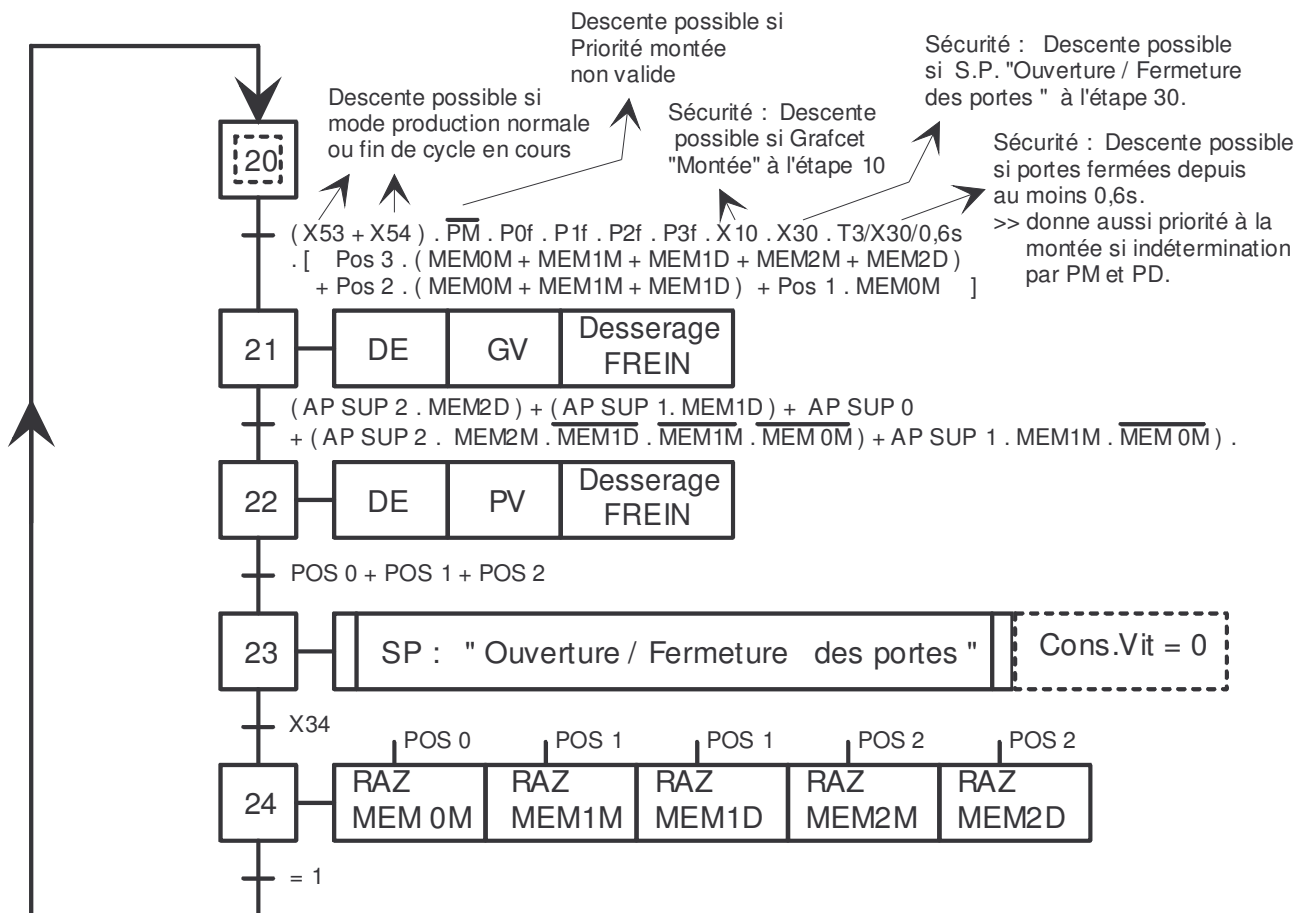 Descente possible si
Priorité montée
non valide
Sécurité : Descente possible
si S.P. "Ouverture / Fermeture
des portes " à l'étape 30.
Descente possible si
mode production normale
ou fin de cycle en cours
Sécurité : Descente
possible si Grafcet
"Montée" à l'étape 10
Sécurité : Descente possible
si portes fermées depuis
au moins 0,6s.
>> donne aussi priorité à la
montée si indétermination
par PM et PD.
20
( X53 + X54 ) . P̅M̅ . P0f . P1f . P2f . P3f . X10 . X30 . T3/X30/0,6s
. [ Pos 3 . ( MEM0M + MEM1M + MEM1D + MEM2M + MEM2D )
+ Pos 2 . ( MEM0M + MEM1M + MEM1D ) + Pos 1 . MEM0M ]
21
DE
GV
Desserage
FREIN
( AP SUP 2 . MEM2D ) + ( AP SUP 1. MEM1D ) + AP SUP 0
+ ( AP SUP 2 . MEM2M . M̅E̅M̅1̅D̅ . M̅E̅M̅1̅M̅ . M̅E̅M̅ ̅0̅M̅ ) + AP SUP 1 . MEM1M . M̅E̅M̅ ̅0̅M̅ ) .
22
DE
PV
Desserage
FREIN
POS 0 + POS 1 + POS 2
23
SP : " Ouverture / Fermeture des portes "
Cons.Vit = 0
X34
POS 0
POS 1
POS 1
POS 2
POS 2
24
RAZ
MEM 0M
RAZ
MEM1M
RAZ
MEM1D
RAZ
MEM2M
RAZ
MEM2D
= 1